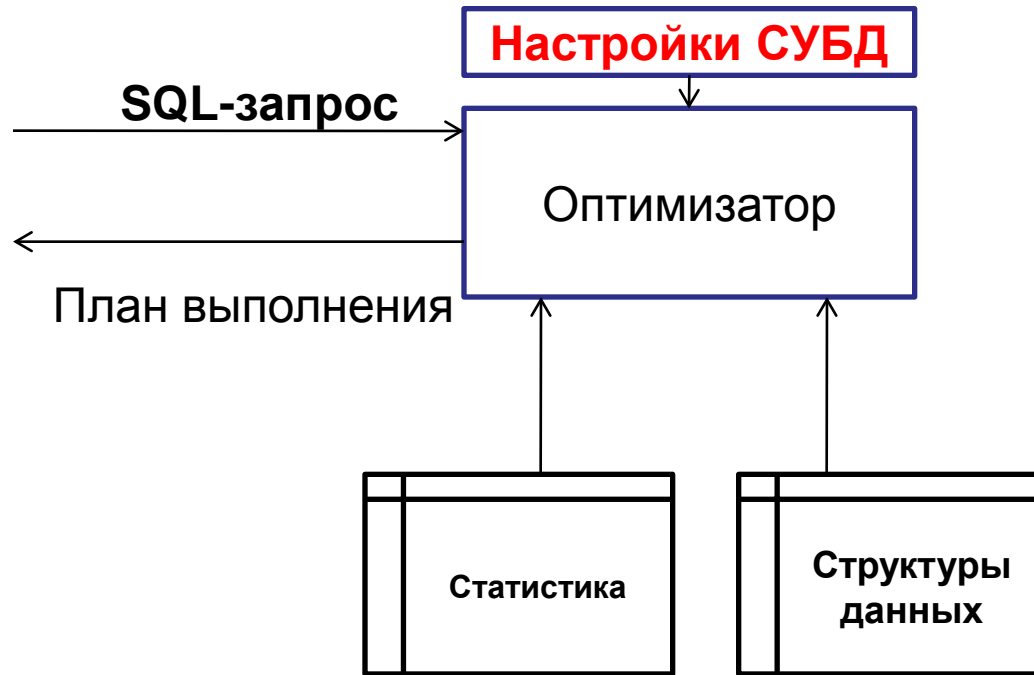 Настройки СУБД
SQL-запрос
Оптимизатор
План выполнения
Статистика
Структуры
данных